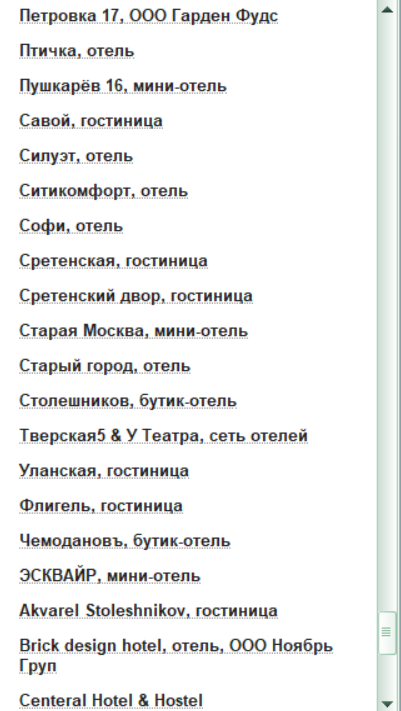 Петровка 17, ООО Гарден Фудс
Птичка, отель
Пушкарёв 16, мини-отель
Савой, гостиница
Силуэт, отель
Ситикомфорт, отель
Софи, отель
Сретенская, гостиница
Сретенский двор, гостиница
Старая Москва, мини-отель
Старый город, отель
Столешников, бутик-отель
Тверская5 & У Театра, сеть отелей
Уланская, гостиница
Флигель, гостиница
Чемодановъ, бутик-отель
ЭСКВАЙР, мини-отель
Akvarel Stoleshnikov, гостиница
Brick design hotel, отель, ООО Ноябрь
Груп
Centeral Hotel & Hostel